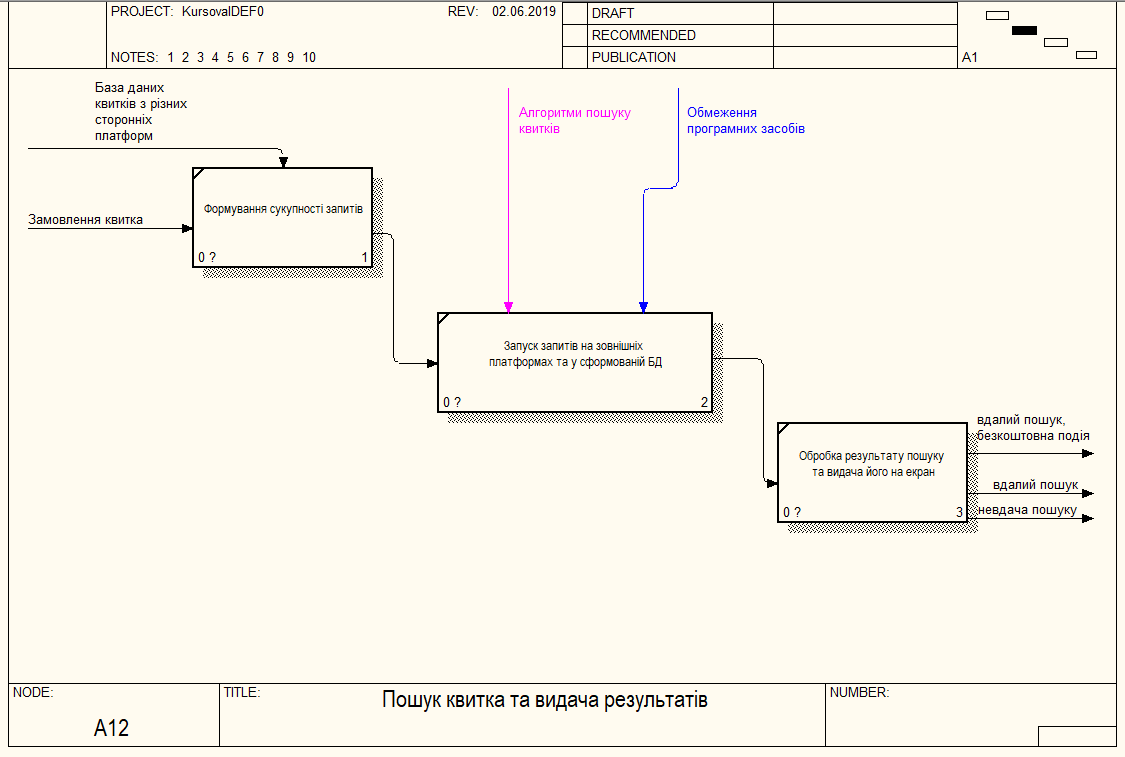 PROJECT: KursovaIDEF0
REV: 02.06.2019
DRAFT
RECOMMENDED
NOTES: 1 2 3 4 5 6 7 8 9 10
PUBLICATION
A1
База даних
квитків з різних
сторонніх
платформ
Алгоритми пошуку
квитків
Обмеження
програмних засобів
Замовлення квитка
Формування сукупності запитів
0 ?
1
Запуск запитів на зовнішніх
платформах та у сформованій БД
0 ?
2
Обробка результату пошуку
та видача його на екран
0 ?
3
вдалий пошук,
безкоштовна подія
вдалий пошук
невдача пошуку
NODE:
A12
TITLE:
Пошук квитка та видача результатів
NUMBER: